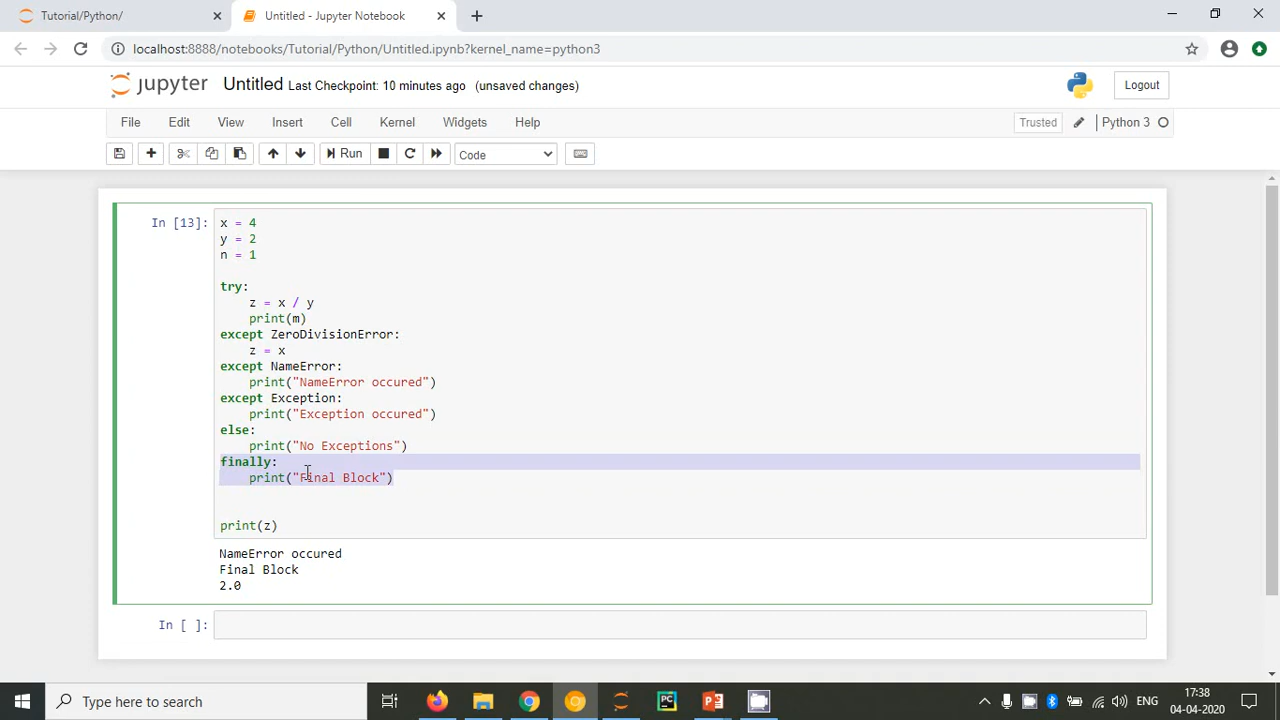 Tutorial/Python/
Untitled - Jupyter Notebook
localhost:8888/notebooks/Tutorial/Python/Untitled.ipynb?kernel_name=python3
jupyter Untitled Last Checkpoint: 10 minutes ago (unsaved changes)
Logout
File Edit View Insert Cell Kernel Widgets Help
Trusted Python 3
Run Code
In [13]:
x = 4
y = 2
n = 1
try:
    z = x / y
    print(m)
except ZeroDivisionError:
    z = x
except NameError:
    print("NameError occured")
except Exception:
    print("Exception occured")
else:
    print("No Exceptions")
finally:
    print("Final Block")
print(z)
NameError occured
Final Block
2.0
In [ ]:
Type here to search
ENG
17:38
04-04-2020